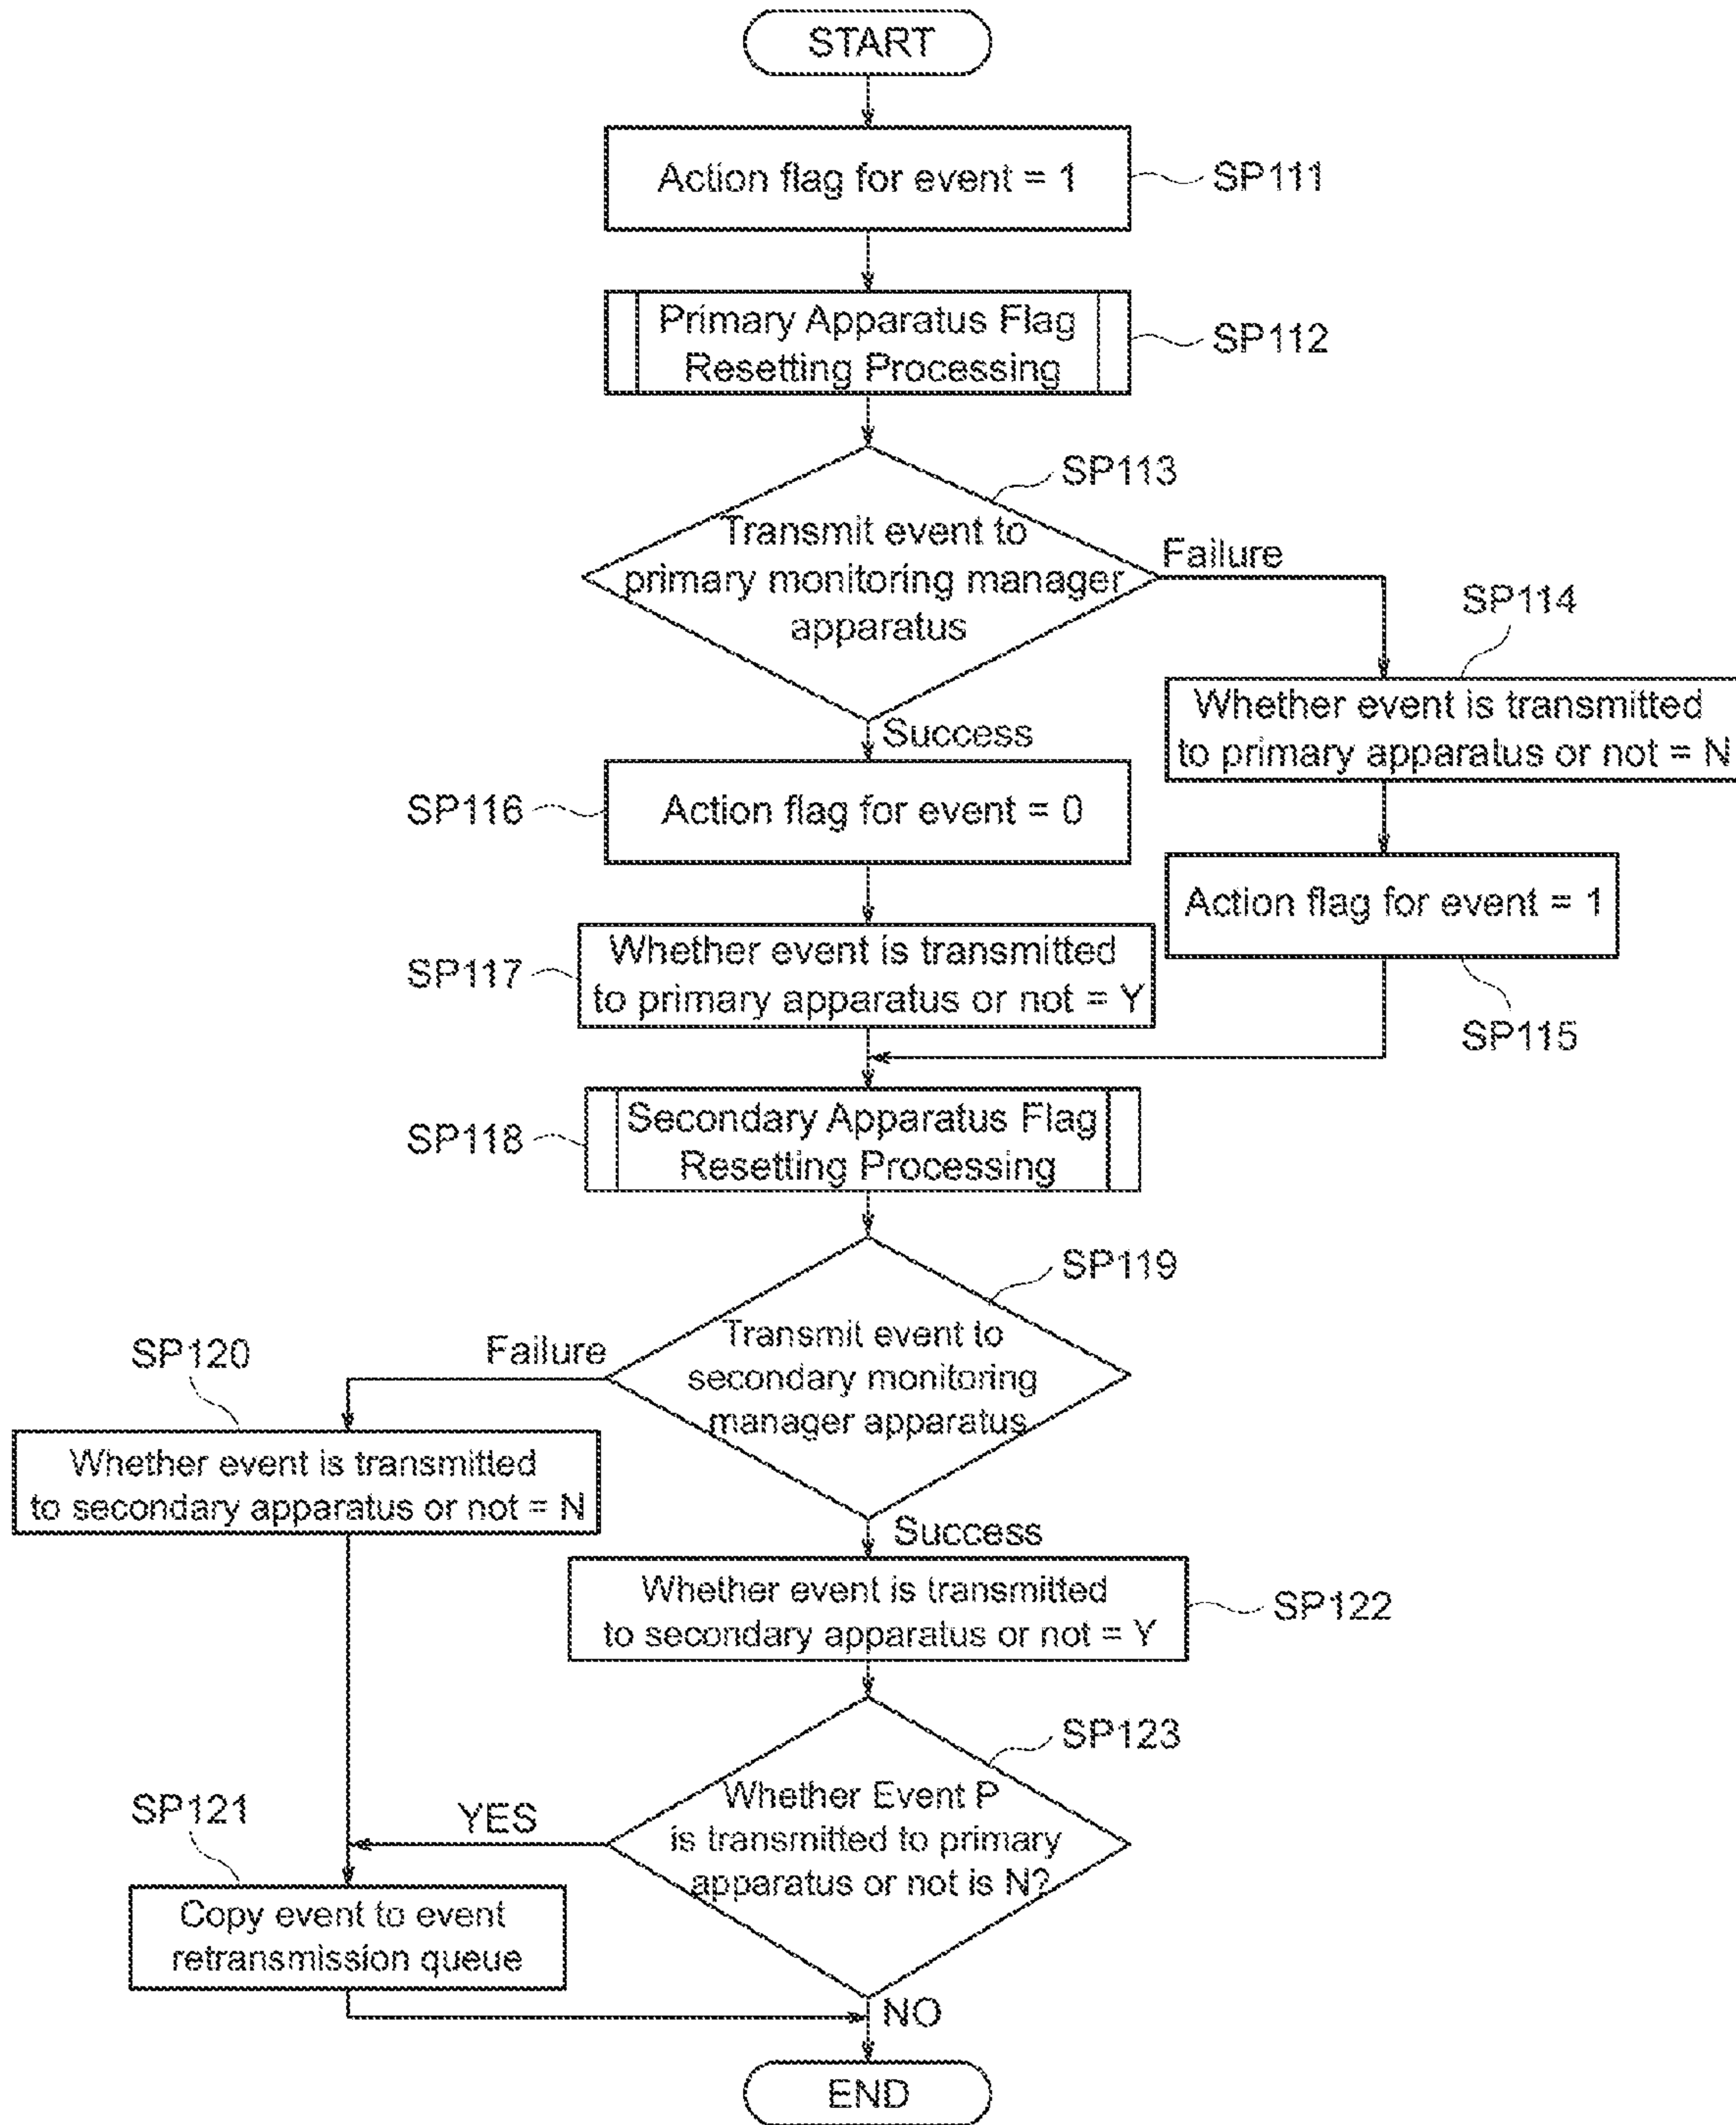 START
Action flag for event = 1
SP111
Primary Apparatus Flag
Resetting Processing
SP112
SP113
Transmit event to
primary monitoring manager
apparatus
Failure
SP114
Whether event is transmitted
to primary apparatus or not = N
Success
SP116
Action flag for event = 0
Action flag for event = 1
SP115
SP117
Whether event is transmitted
to primary apparatus or not = Y
SP118
Secondary Apparatus Flag
Resetting Processing
SP119
Transmit event to
secondary monitoring
manager apparatus
Failure
SP120
Whether event is transmitted
to secondary apparatus or not = N
Success
Whether event is transmitted
to secondary apparatus or not = Y
SP122
SP123
Whether Event P
is transmitted to primary
apparatus or not is N?
YES
SP121
Copy event to event
retransmission queue
NO
END